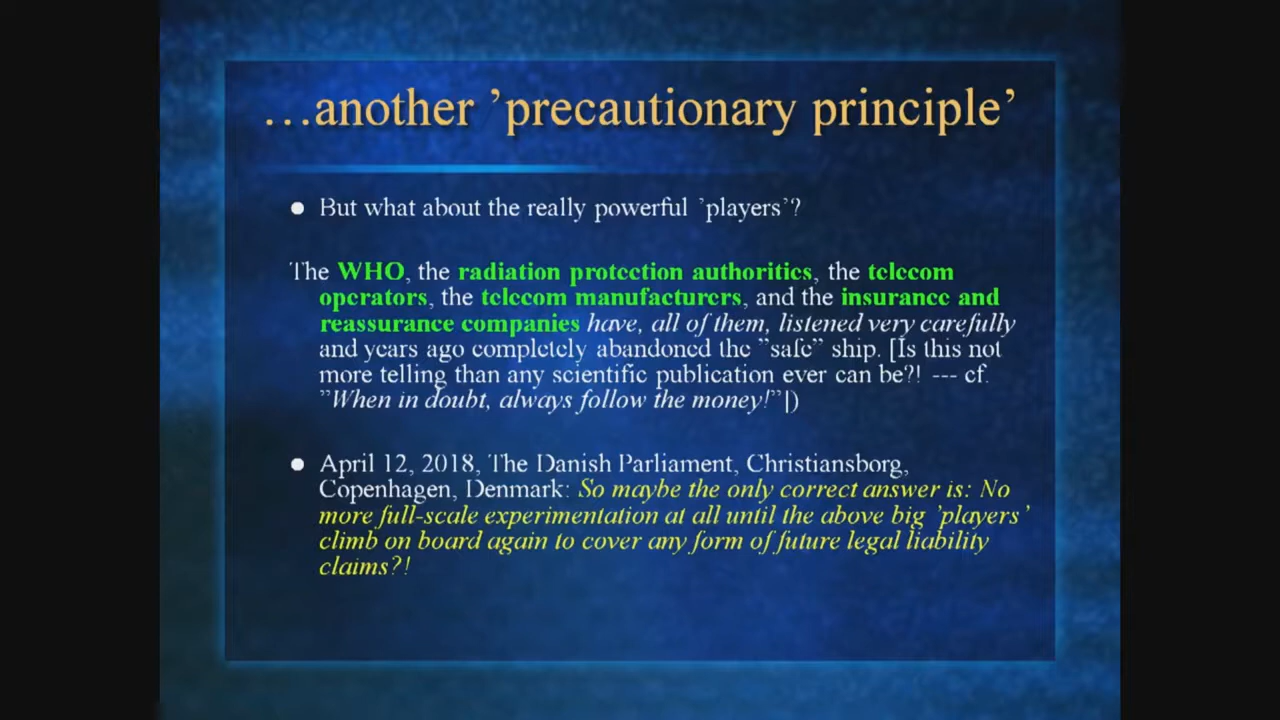 …another ’precautionary principle’
• But what about the really powerful ’players’?
The WHO, the radiation protection authorities, the telecom
operators, the telecom manufacturers, and the insurance and
reassurance companies have, all of them, listened very carefully
and years ago completely abandoned the ”safe” ship. [Is this not
more telling than any scientific publication ever can be?! --- cf.
”When in doubt, always follow the money!”])
• April 12, 2018, The Danish Parliament, Christiansborg,
Copenhagen, Denmark: So maybe the only correct answer is: No
more full-scale experimentation at all until the above big ’players’
climb on board again to cover any form of future legal liability
claims?!